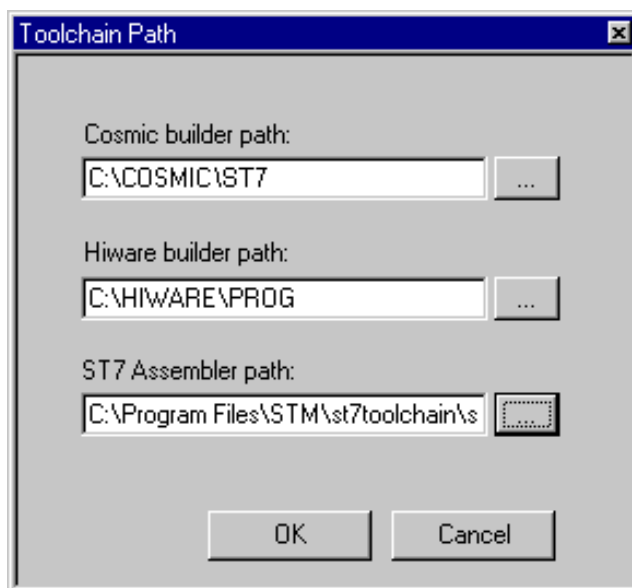 Toolchain Path
Cosmic builder path:
C:\COSMIC\ST7
...
Hiware builder path:
C:\HIWARE\PROG
...
ST7 Assembler path:
C:\Program Files\STM\st7toolchain\s
...
OK Cancel